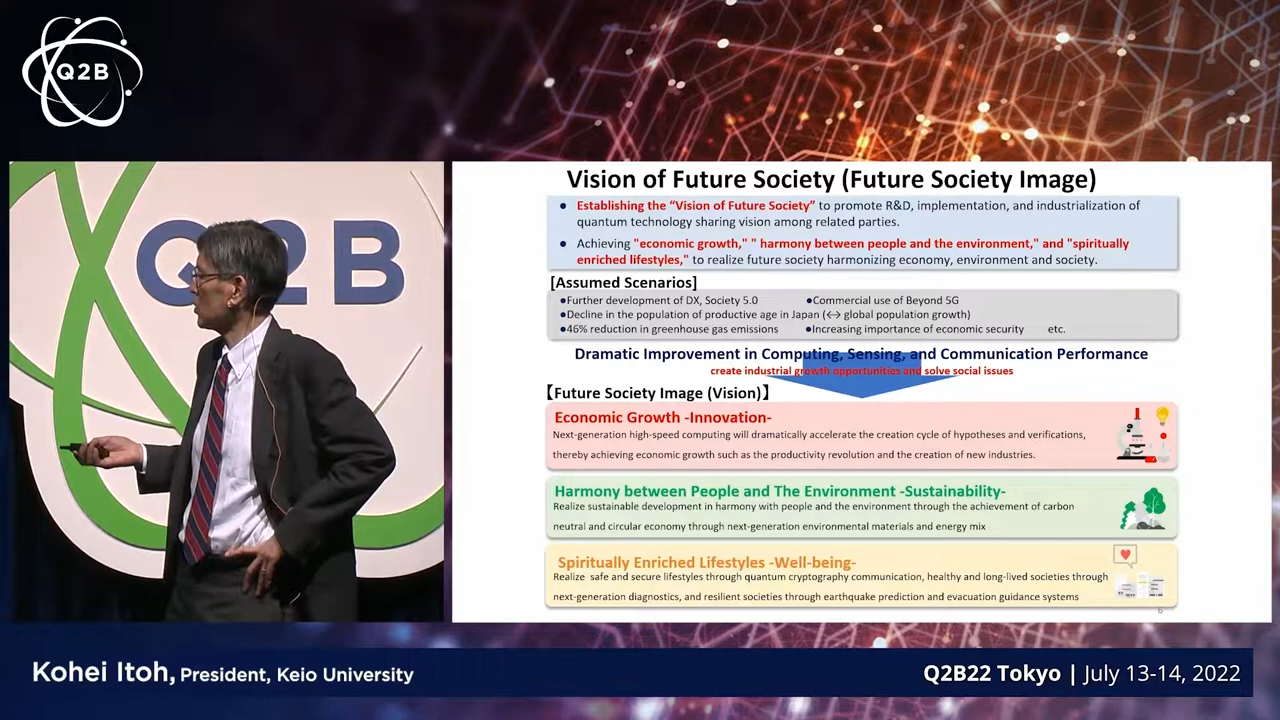 Q2B
Q2B
Vision of Future Society (Future Society Image)
● Establishing the “Vision of Future Society” to promote R&D, implementation, and industrialization of
quantum technology sharing vision among related parties.
● Achieving "economic growth," " harmony between people and the environment," and "spiritually
enriched lifestyles," to realize future society harmonizing economy, environment and society.
[Assumed Scenarios]
●Further development of DX, Society 5.0 ●Commercial use of Beyond 5G
●Decline in the population of productive age in Japan (↔ global population growth)
●46% reduction in greenhouse gas emissions ●Increasing importance of economic security etc.
Dramatic Improvement in Computing, Sensing, and Communication Performance
create industrial growth opportunities and solve social issues
【Future Society Image (Vision)】
Economic Growth -Innovation-
Next-generation high-speed computing will dramatically accelerate the creation cycle of hypotheses and verifications,
thereby achieving economic growth such as the productivity revolution and the creation of new industries.
Harmony between People and The Environment -Sustainability-
Realize sustainable development in harmony with people and the environment through the achievement of carbon
neutral and circular economy through next-generation environmental materials and energy mix
Spiritually Enriched Lifestyles -Well-being-
Realize safe and secure lifestyles through quantum cryptography communication, healthy and long-lived societies through
next-generation diagnostics, and resilient societies through earthquake prediction and evacuation guidance systems
6
Kohei Itoh, President, Keio University
Q2B22 Tokyo | July 13-14, 2022